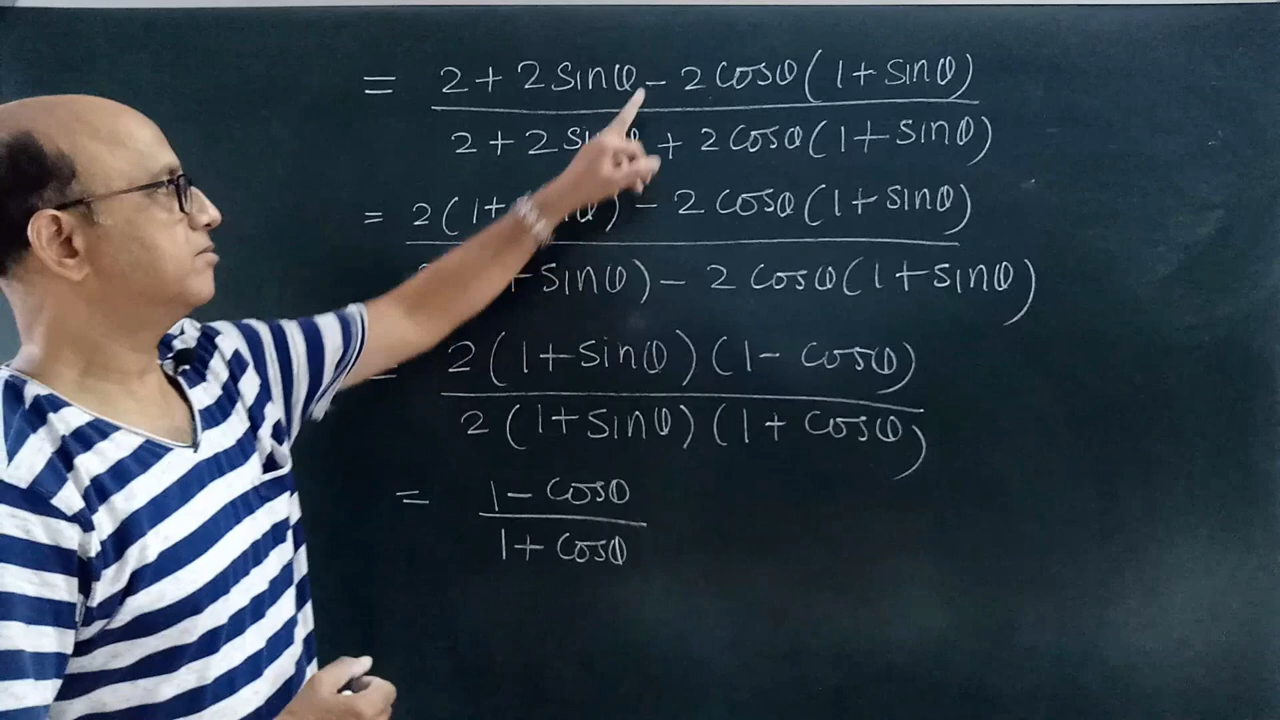 = 2 + 2 sinθ - 2 cosθ (1 + sinθ)
2 + 2 + 2 cosθ (1 + sinθ)
= 2 (1+ θ) - 2 cosθ (1 + sinθ)
sinθ) - 2 cosθ (1 + sinθ)
= 2 (1 + sinθ) (1 - cosθ)
2 (1 + sinθ) (1 + cosθ)
= 1 - cosθ
1 + cosθ